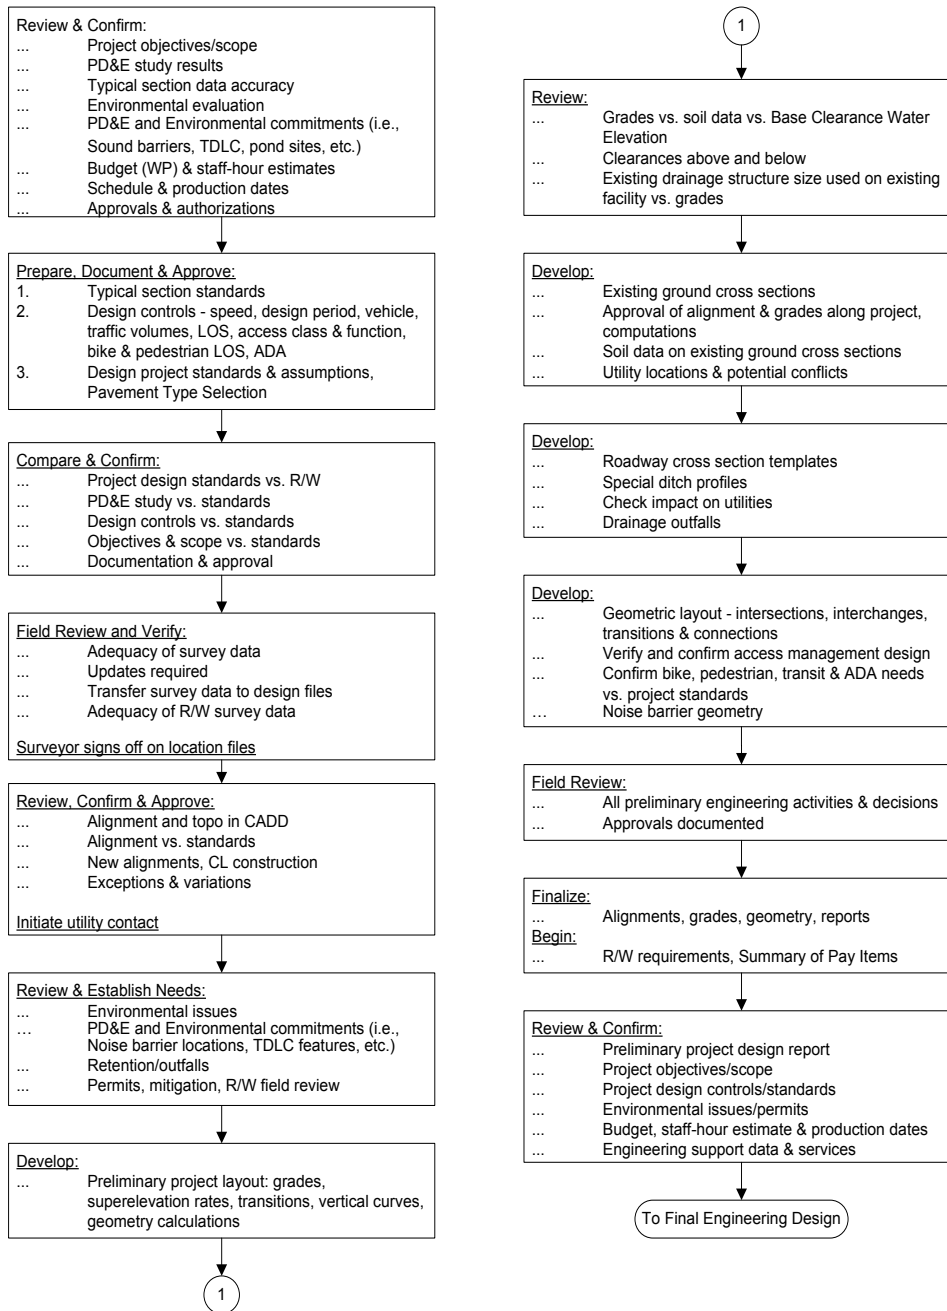 Review & Confirm:
... Project objectives/scope
... PD&E study results
... Typical section data accuracy
... Environmental evaluation
... PD&E and Environmental commitments (i.e.,
Sound barriers, TDLC, pond sites, etc.)
... Budget (WP) & staff-hour estimates
... Schedule & production dates
... Approvals & authorizations
Prepare, Document & Approve:
1. Typical section standards
2. Design controls - speed, design period, vehicle,
traffic volumes, LOS, access class & function,
bike & pedestrian LOS, ADA
3. Design project standards & assumptions,
Pavement Type Selection
Compare & Confirm:
... Project design standards vs. R/W
... PD&E study vs. standards
... Design controls vs. standards
... Objectives & scope vs. standards
... Documentation & approval
Field Review and Verify:
... Adequacy of survey data
... Updates required
... Transfer survey data to design files
... Adequacy of R/W survey data
Surveyor signs off on location files
Review, Confirm & Approve:
... Alignment and topo in CADD
... Alignment vs. standards
... New alignments, CL construction
... Exceptions & variations
Initiate utility contact
Review & Establish Needs:
... Environmental issues
... PD&E and Environmental commitments (i.e.,
Noise barrier locations, TDLC features, etc.)
... Retention/outfalls
... Permits, mitigation, R/W field review
Develop:
... Preliminary project layout: grades,
superelevation rates, transitions, vertical curves,
geometry calculations
1
1
Review:
... Grades vs. soil data vs. Base Clearance Water
Elevation
... Clearances above and below
... Existing drainage structure size used on existing
facility vs. grades
Develop:
... Existing ground cross sections
... Approval of alignment & grades along project,
computations
... Soil data on existing ground cross sections
... Utility locations & potential conflicts
Develop:
... Roadway cross section templates
... Special ditch profiles
... Check impact on utilities
... Drainage outfalls
Develop:
... Geometric layout - intersections, interchanges,
transitions & connections
... Verify and confirm access management design
... Confirm bike, pedestrian, transit & ADA needs
vs. project standards
... Noise barrier geometry
Field Review:
... All preliminary engineering activities & decisions
... Approvals documented
Finalize:
... Alignments, grades, geometry, reports
Begin:
... R/W requirements, Summary of Pay Items
Review & Confirm:
... Preliminary project design report
... Project objectives/scope
... Project design controls/standards
... Environmental issues/permits
... Budget, staff-hour estimate & production dates
... Engineering support data & services
To Final Engineering Design